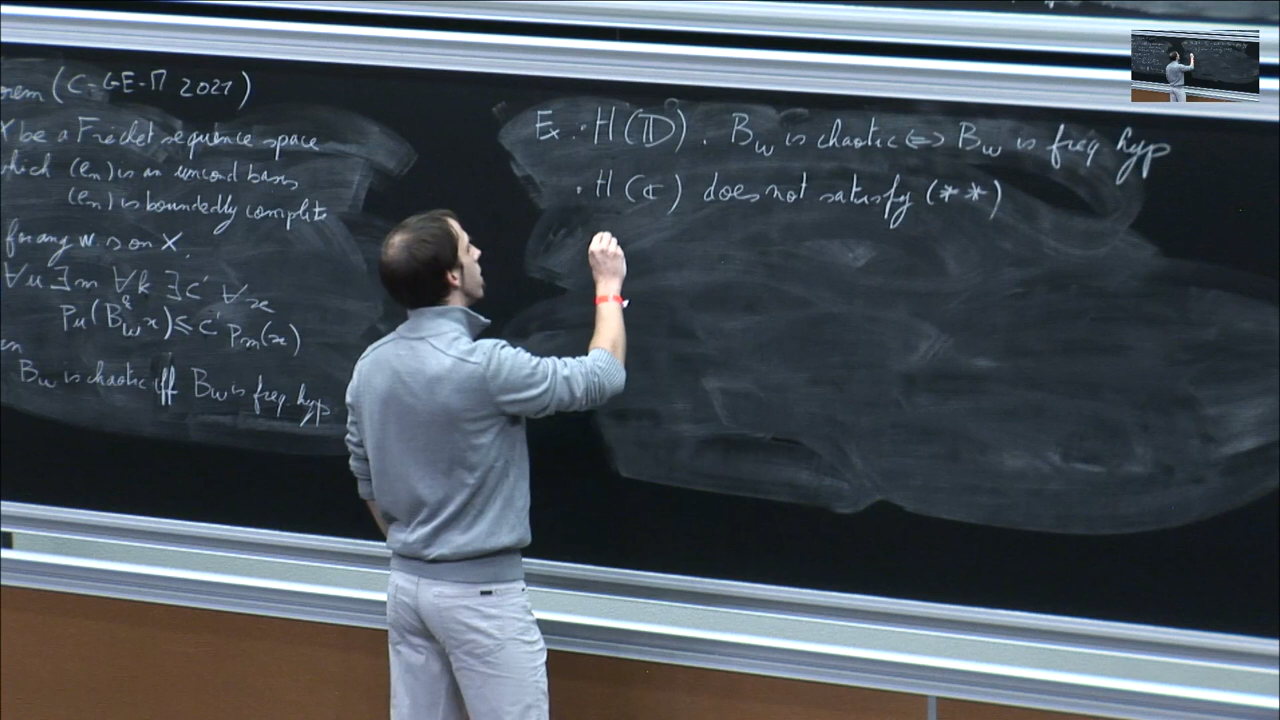 rem (C-GE-M 2021)
X be a Fréchet sequence space
which (en) is an uncond basis
(en) is boundedly complete
for any w.s on X,
∀u ∃m ∀k ∃c' ∀x
Pu(B_w^k x) ≤ c' Pm(x)
en
Bw is chaotic iff Bw is freq. hyp
Ex. • H(𝔻). Bw is chaotic <=> Bw is freq hyp
• H(ℂ) does not satisfy (**)